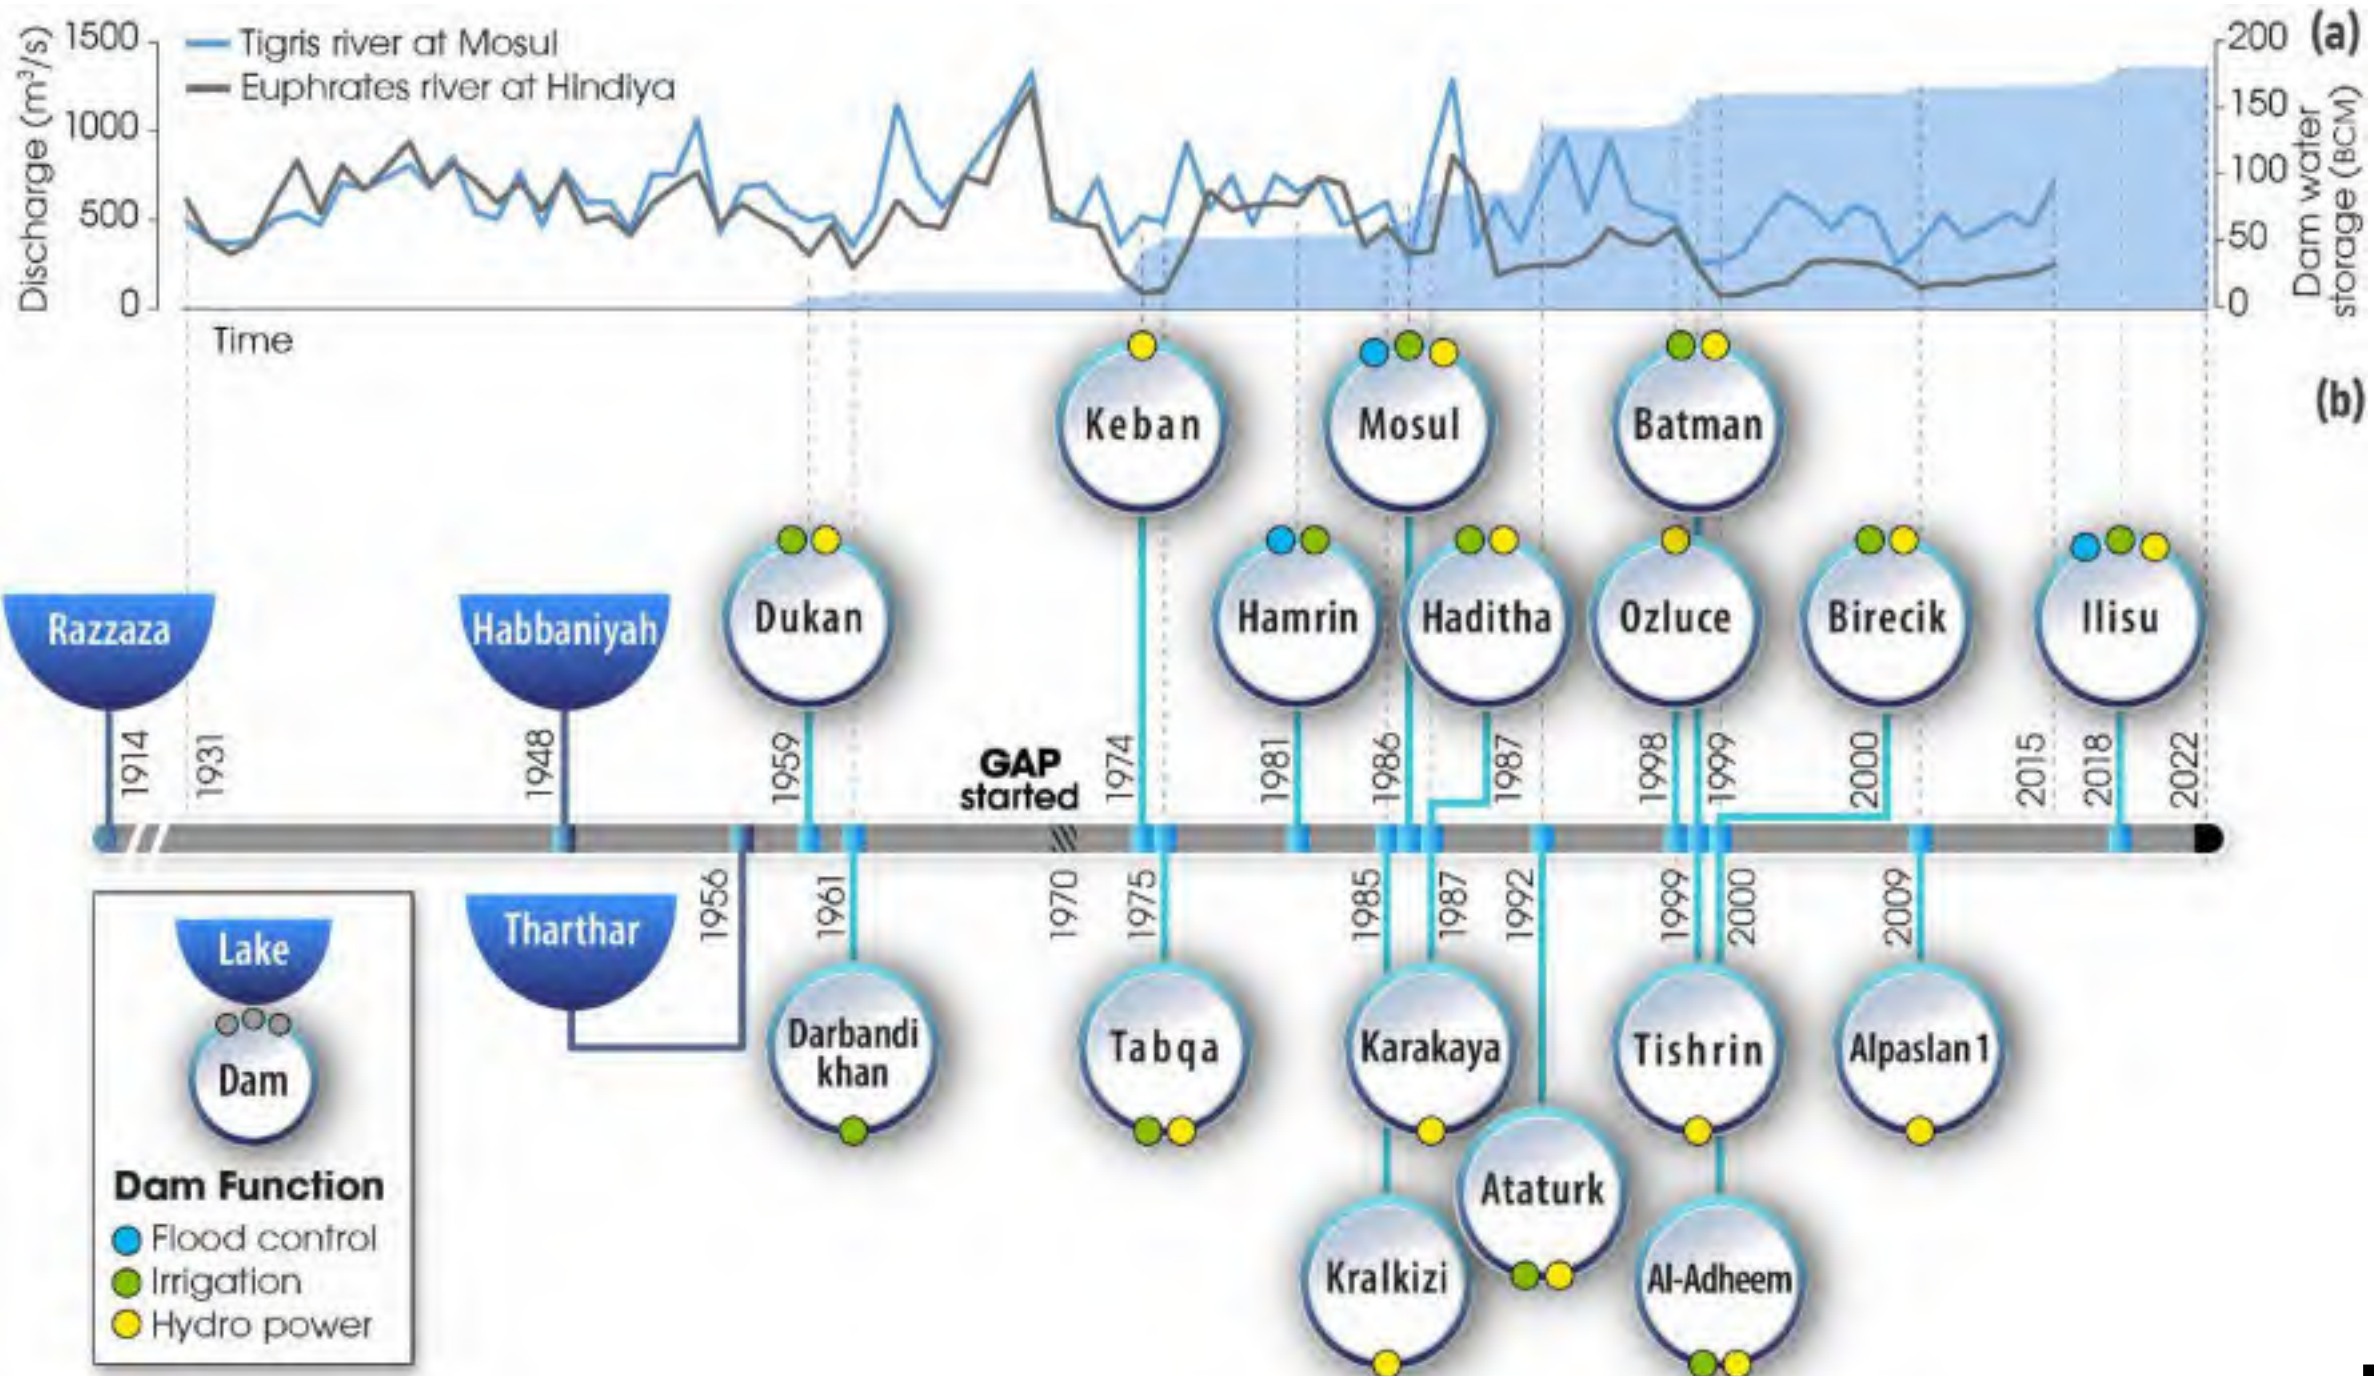 Discharge (m³/s)
1500
1000
500
0
Tigris river at Mosul
Euphrates river at Hindiya
200
150
100
50
0
Dam water
storage (BCM)
(a)
Time
(b)
Keban
Mosul
Batman
Dukan
Hamrin
Haditha
Ozluce
Birecik
Ilisu
Razzaza
Habbaniyah
1914
1931
1948
1959
GAP
started
1974
1981
1986
1987
1998
1999
2000
2015
2018
2022
1956
1961
1970
1975
1985
1987
1992
1999
2000
2009
Tharthar
Darbandi
khan
Tabqa
Karakaya
Tishrin
Alpaslan 1
Ataturk
Kralkizi
Al-Adheem
Lake
Dam
Dam Function
Flood control
Irrigation
Hydro power